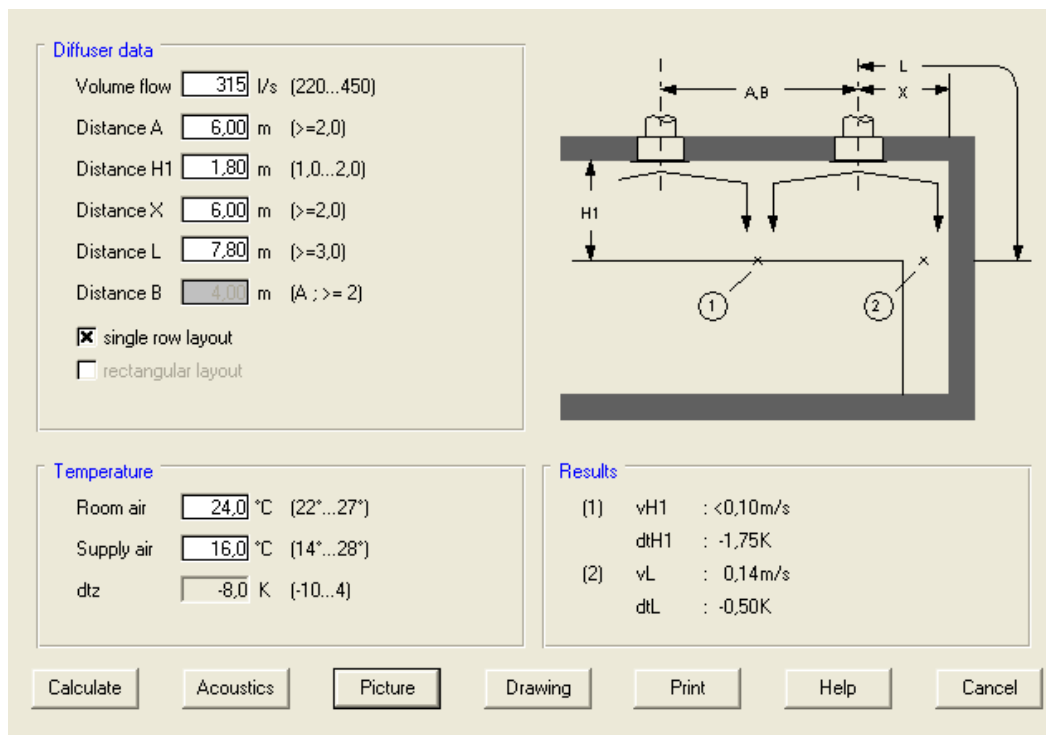 Diffuser data
Volume flow 315 l/s (220...450)
Distance A 6,00 m (>=2,0)
Distance H1 1,80 m (1,0...2,0)
Distance X 6,00 m (>=2,0)
Distance L 7,80 m (>=3,0)
Distance B 4,00 m (A ; >= 2)
single row layout
rectangular layout
L
A,B X
H1
1 2
Temperature
Room air 24,0 °C (22°...27°)
Supply air 16,0 °C (14°...28°)
dtz -8,0 K (-10...4)
Results
(1) vH1 : <0,10m/s
dtH1 : -1,75K
(2) vL : 0,14m/s
dtL : -0,50K
Calculate Acoustics Picture Drawing Print Help Cancel